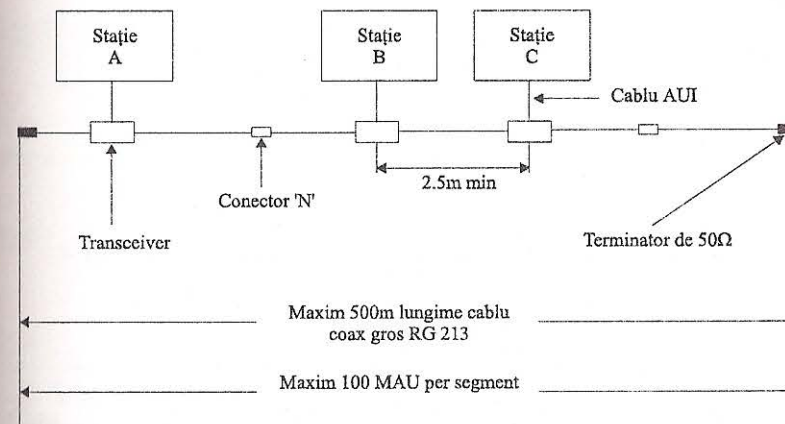 Stație
A
Stație
B
Stație
C
Cablu AUI
2.5m min
Conector 'N'
Transceiver
Terminator de 50Ω
Maxim 500m lungime cablu
coax gros RG 213
Maxim 100 MAU per segment